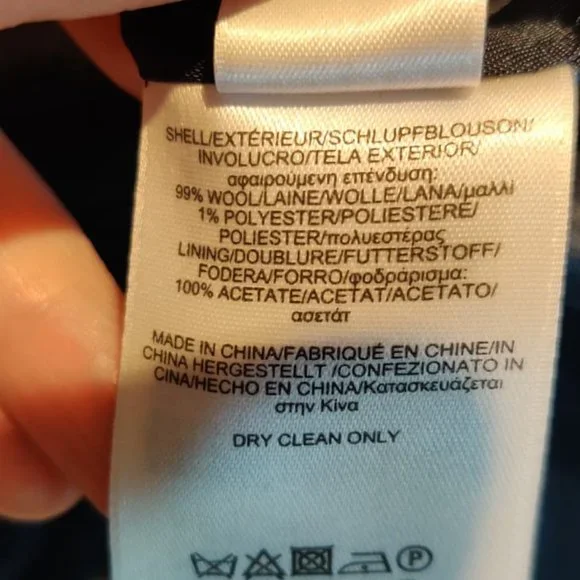 SHELL/EXTÉRIEUR/SCHLUPFBLOUSON/
INVOLUCRO/TELA EXTERIOR/
αφαιρούμενη επένδυση:
99% WOOL/LAINE/WOLLE/LANA/μαλλί
1% POLYESTER/POLIESTERE/
POLIESTER/πολυεστέρας
LINING/DOUBLURE/FUTTERSTOFF/
FODERA/FORRO/φοδράρισμα:
100% ACETATE/ACETAT/ACETATO/
ασετάτ
MADE IN CHINA/FABRIQUÉ EN CHINE/IN
CHINA HERGESTELLT /CONFEZIONATO IN
CINA/HECHO EN CHINA/Κατασκευάζεται
στην Κίνα
DRY CLEAN ONLY
P